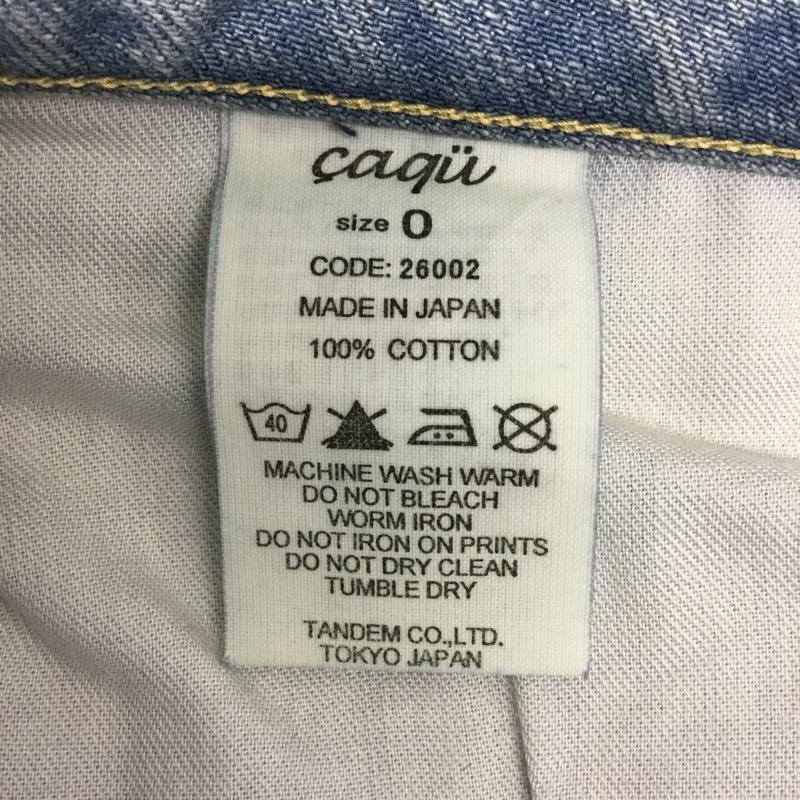 çaqü
size 0
CODE: 26002
MADE IN JAPAN
100% COTTON
40
MACHINE WASH WARM
DO NOT BLEACH
WORM IRON
DO NOT IRON ON PRINTS
DO NOT DRY CLEAN
TUMBLE DRY
TANDEM CO.,LTD.
TOKYO JAPAN